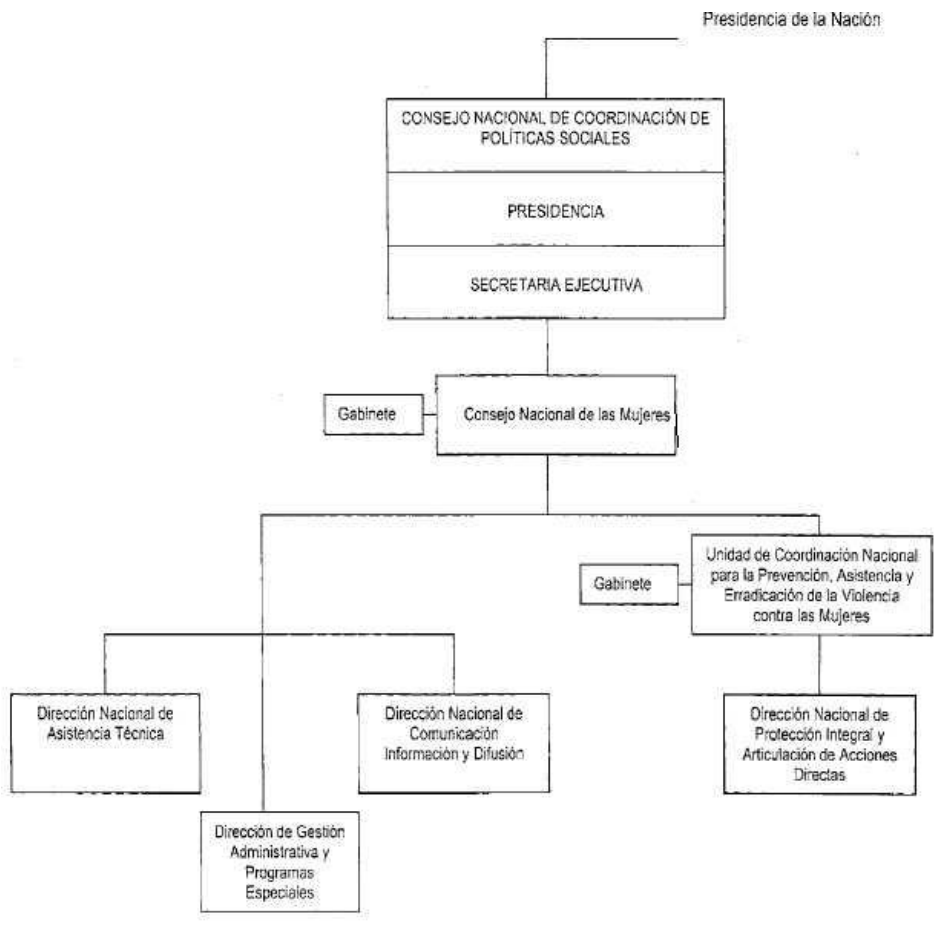 Presidencia de la Nación
CONSEJO NACIONAL DE COORDINACIÓN DE
POLÍTICAS SOCIALES
PRESIDENCIA
SECRETARIA EJECUTIVA
Gabinete
Consejo Nacional de las Mujeres
Unidad de Coordinación Nacional
para la Prevención, Asistencia y
Erradicación de la Violencia
contra las Mujeres
Gabinete
Dirección Nacional de
Asistencia Técnica
Dirección Nacional de
Comunicación
Información y Difusión
Dirección Nacional de
Protección Integral y
Articulación de Acciones
Directas
Dirección de Gestión
Administrativa y
Programas
Especiales